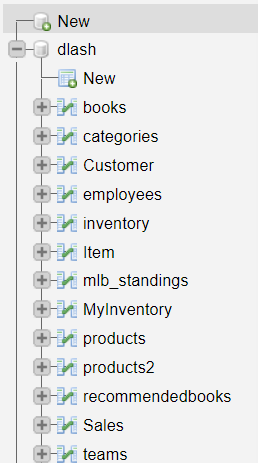 New
dlash
New
books
categories
Customer
employees
inventory
Item
mlb_standings
MyInventory
products
products2
recommendedbooks
Sales
teams